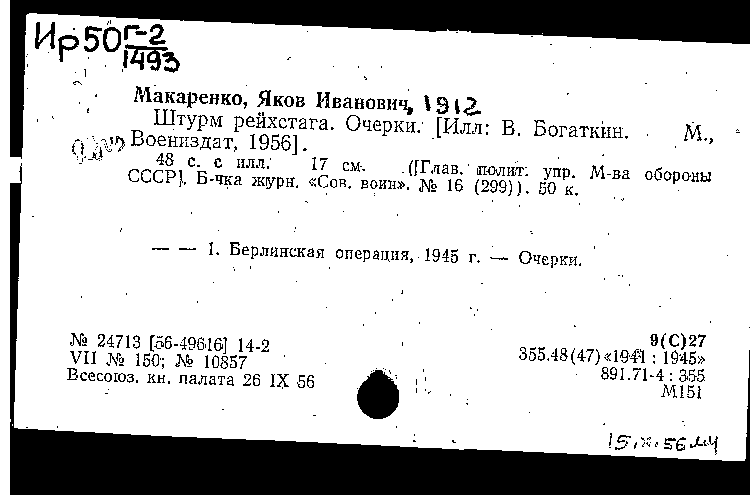 Ир50 Г-2
1493
Макаренко, Яков Иванович, 1912
Штурм рейхстага. Очерки. [Илл: В. Богаткин. М.,
Воениздат, 1956].
48 с. с илл. 17 см. ([Глав. полит. упр. М-ва обороны
СССР]. Б-чка журн. «Сов. воин». № 16 (299)). 50 к.
— — 1. Берлинская операция, 1945 г. — Очерки.
№ 24713 [56-49616] 14-2
VII № 150; № 10857
Всесоюз. кн. палата 26 IX 56
9(С)27
355.48(47)«1941 : 1945»
891.71-4 : 355
М151
15.X.56